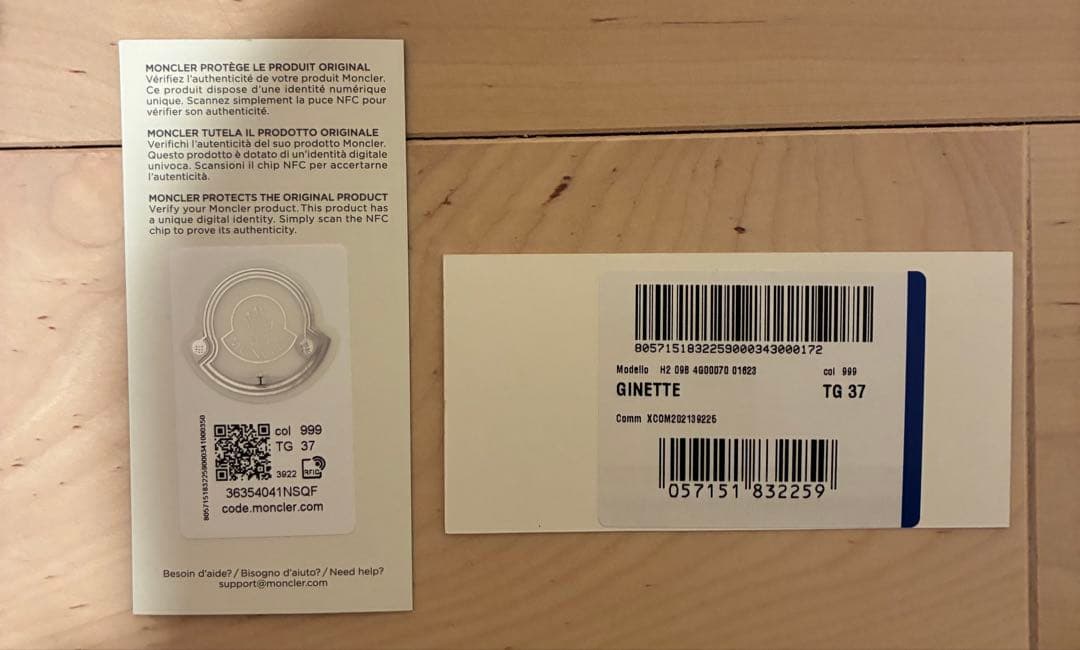 MONCLER PROTÈGE LE PRODUIT ORIGINAL
Vérifiez l'authenticité de votre produit Moncler.
Ce produit dispose d'une identité numérique
unique. Scannez simplement la puce NFC pour
vérifier son authenticité.
MONCLER TUTELA IL PRODOTTO ORIGINALE
Verifichi l'autenticità del suo prodotto Moncler.
Questo prodotto è dotato di un'identità digitale
univoca. Scansioni il chip NFC per accertarne
l'autenticità.
MONCLER PROTECTS THE ORIGINAL PRODUCT
Verify your Moncler product. This product has
a unique digital identity. Simply scan the NFC
chip to prove its authenticity.
8057151832259000341000350
col 999
TG 37
3922 RFID
36354041NSQF
code.moncler.com
Besoin d'aide? / Bisogno d'aiuto? / Need help?
support@moncler.com
8057151832259000343000172
Modello H2 09B 4G00070 01623 col 999
GINETTE TG 37
Comm XCOM202139225
057151 832259